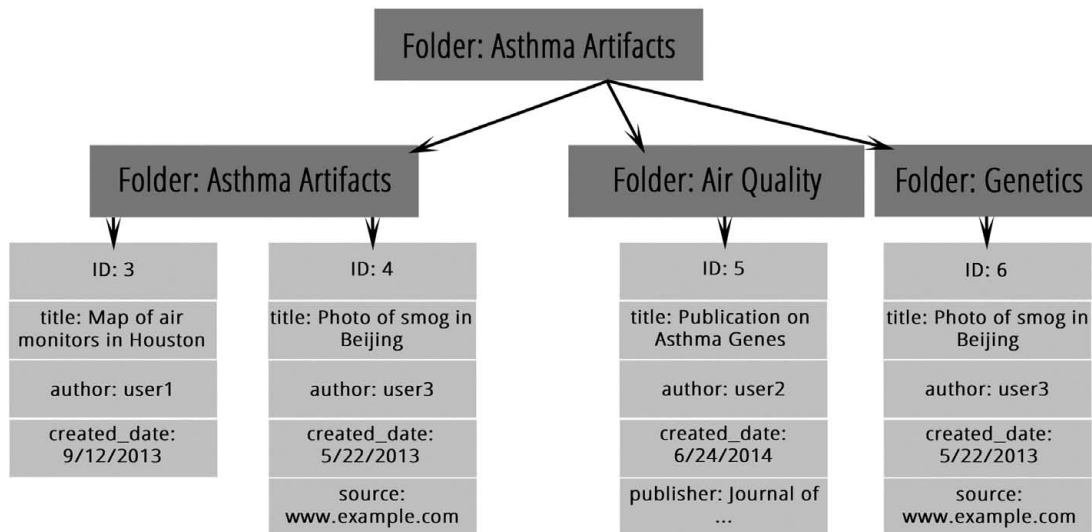 Folder: Asthma Artifacts
Folder: Asthma Artifacts
Folder: Air Quality
Folder: Genetics
ID: 3
title: Map of air
monitors in Houston
author: user1
created_date:
9/12/2013
ID: 4
title: Photo of smog in
Beijing
author: user3
created_date:
5/22/2013
source:
www.example.com
ID: 5
title: Publication on
Asthma Genes
author: user2
created_date:
6/24/2014
publisher: Journal of
...
ID: 6
title: Photo of smog in
Beijing
author: user3
created_date:
5/22/2013
source:
www.example.com